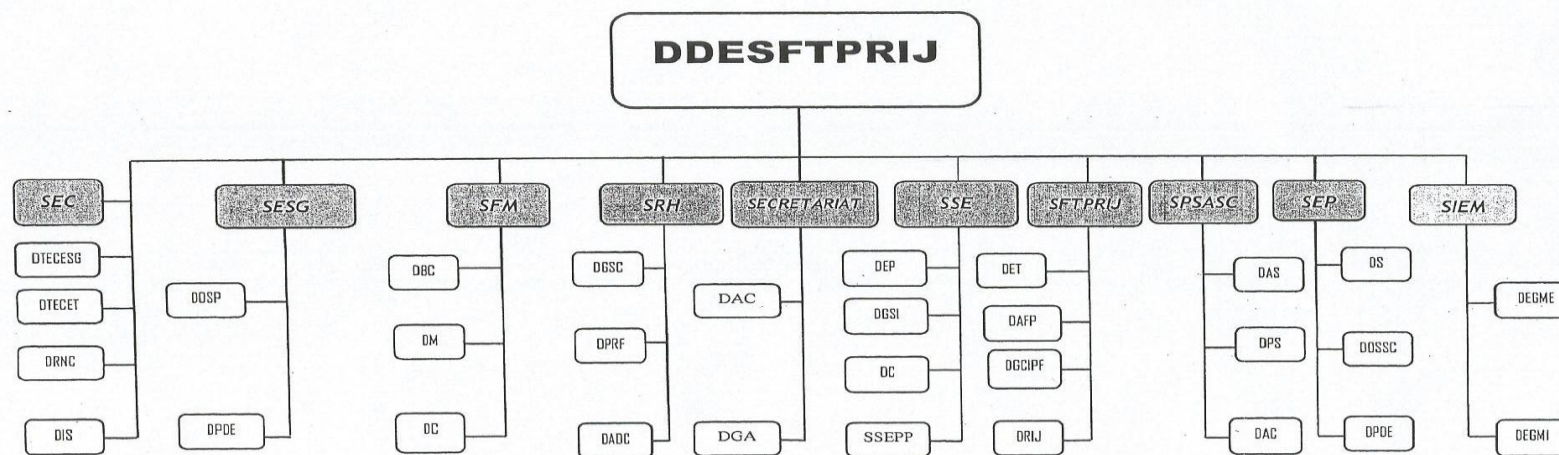 DDESFTPRIJ
SEC
SESG
SFM
SRH
SECRETARIAT
SSE
SFTPRIJ
SPSASC
SEP
SIEM
DTECESG
DTECET
DRNC
DIS
DOSP
DPDE
DBC
DM
DC
DGSC
DPRF
DADC
DAC
DGA
DEP
DGSI
DC
SSEPP
DET
DAFP
DGCIPF
DRIJ
DAS
DPS
DAC
DS
DOSSC
DPDE
DEGME
DEGMI